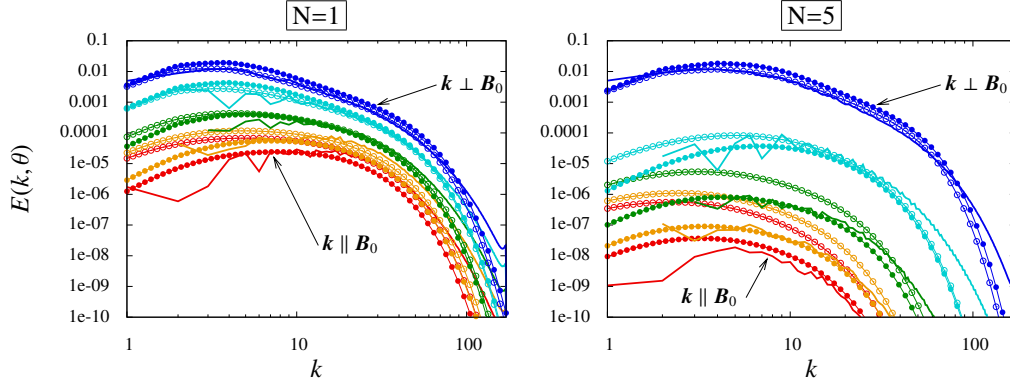 N=1
N=5
E(k, θ)
0.1
0.01
0.001
0.0001
1e-05
1e-06
1e-07
1e-08
1e-09
1e-10
k ⊥ B₀
k ∥ B₀
1
10
100
k
0.1
0.01
0.001
0.0001
1e-05
1e-06
1e-07
1e-08
1e-09
1e-10
k ⊥ B₀
k ∥ B₀
1
10
100
k